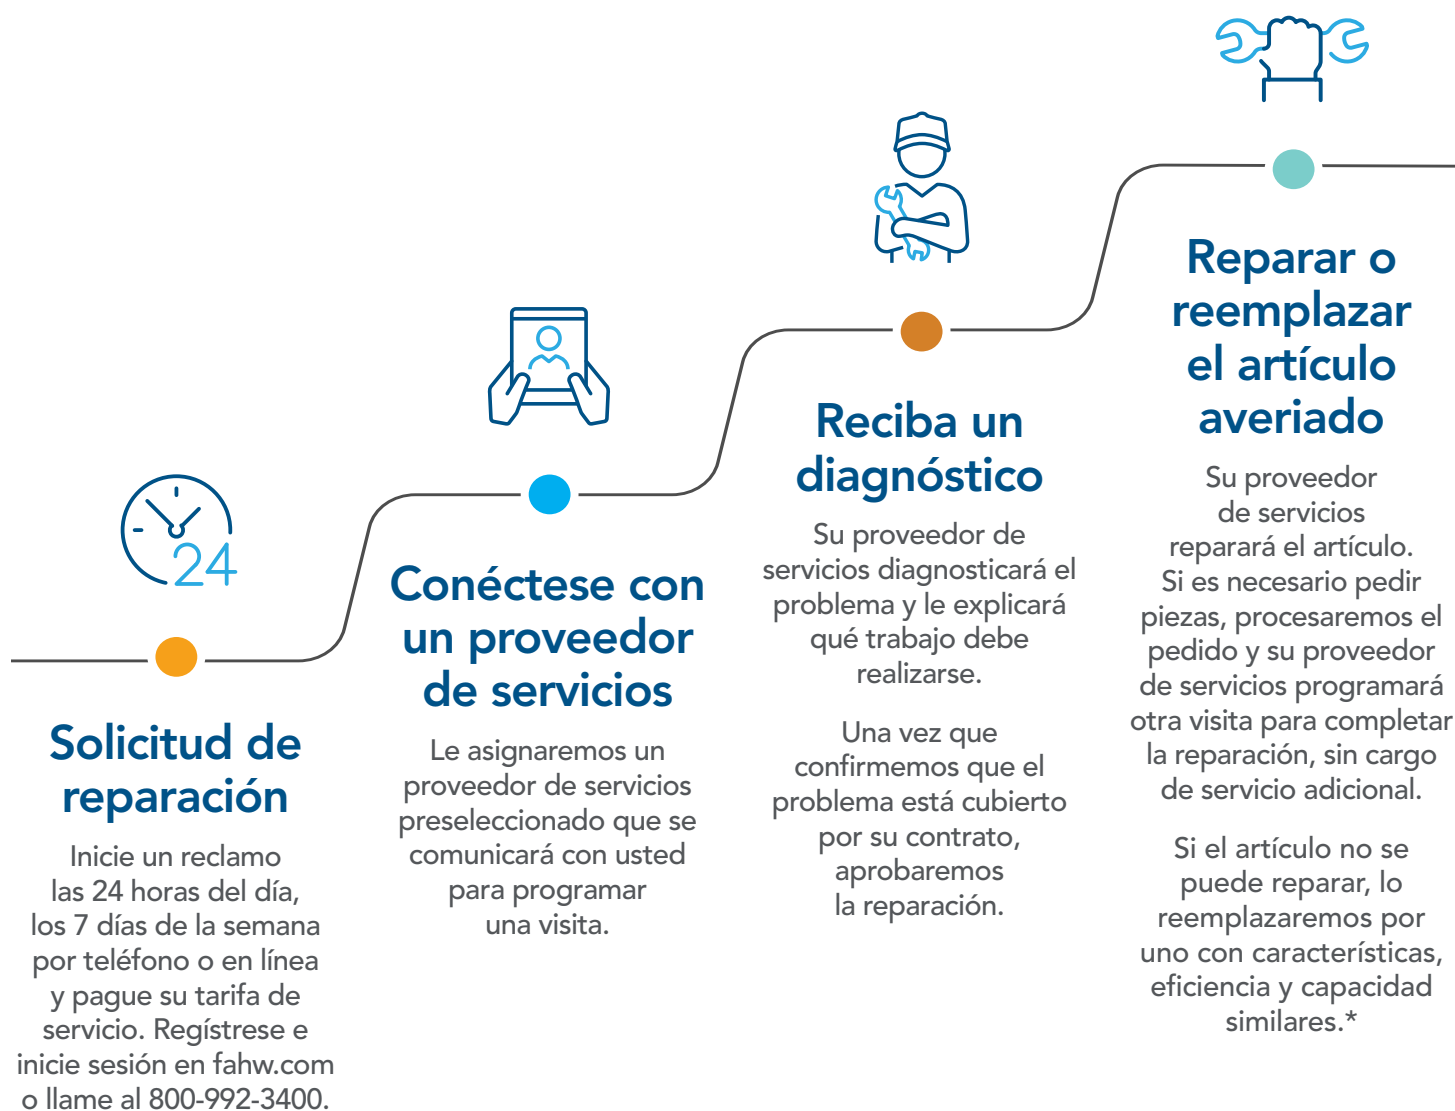 24
Solicitud de
reparación
Inicie un reclamo
las 24 horas del día,
los 7 días de la semana
por teléfono o en línea
y pague su tarifa de
servicio. Regístrese e
inicie sesión en fahw.com
o llame al 800-992-3400.
Conéctese con
un proveedor
de servicios
Le asignaremos un
proveedor de servicios
preseleccionado que se
comunicará con usted
para programar
una visita.
Reciba un
diagnóstico
Su proveedor de
servicios diagnosticará el
problema y le explicará
qué trabajo debe
realizarse.
Una vez que
confirmemos que el
problema está cubierto
por su contrato,
aprobaremos
la reparación.
Reparar o
reemplazar
el artículo
averiado
Su proveedor
de servicios
reparará el artículo.
Si es necesario pedir
piezas, procesaremos el
pedido y su proveedor
de servicios programará
otra visita para completar
la reparación, sin cargo
de servicio adicional.
Si el artículo no se
puede reparar, lo
reemplazaremos por
uno con características,
eficiencia y capacidad
similares.*